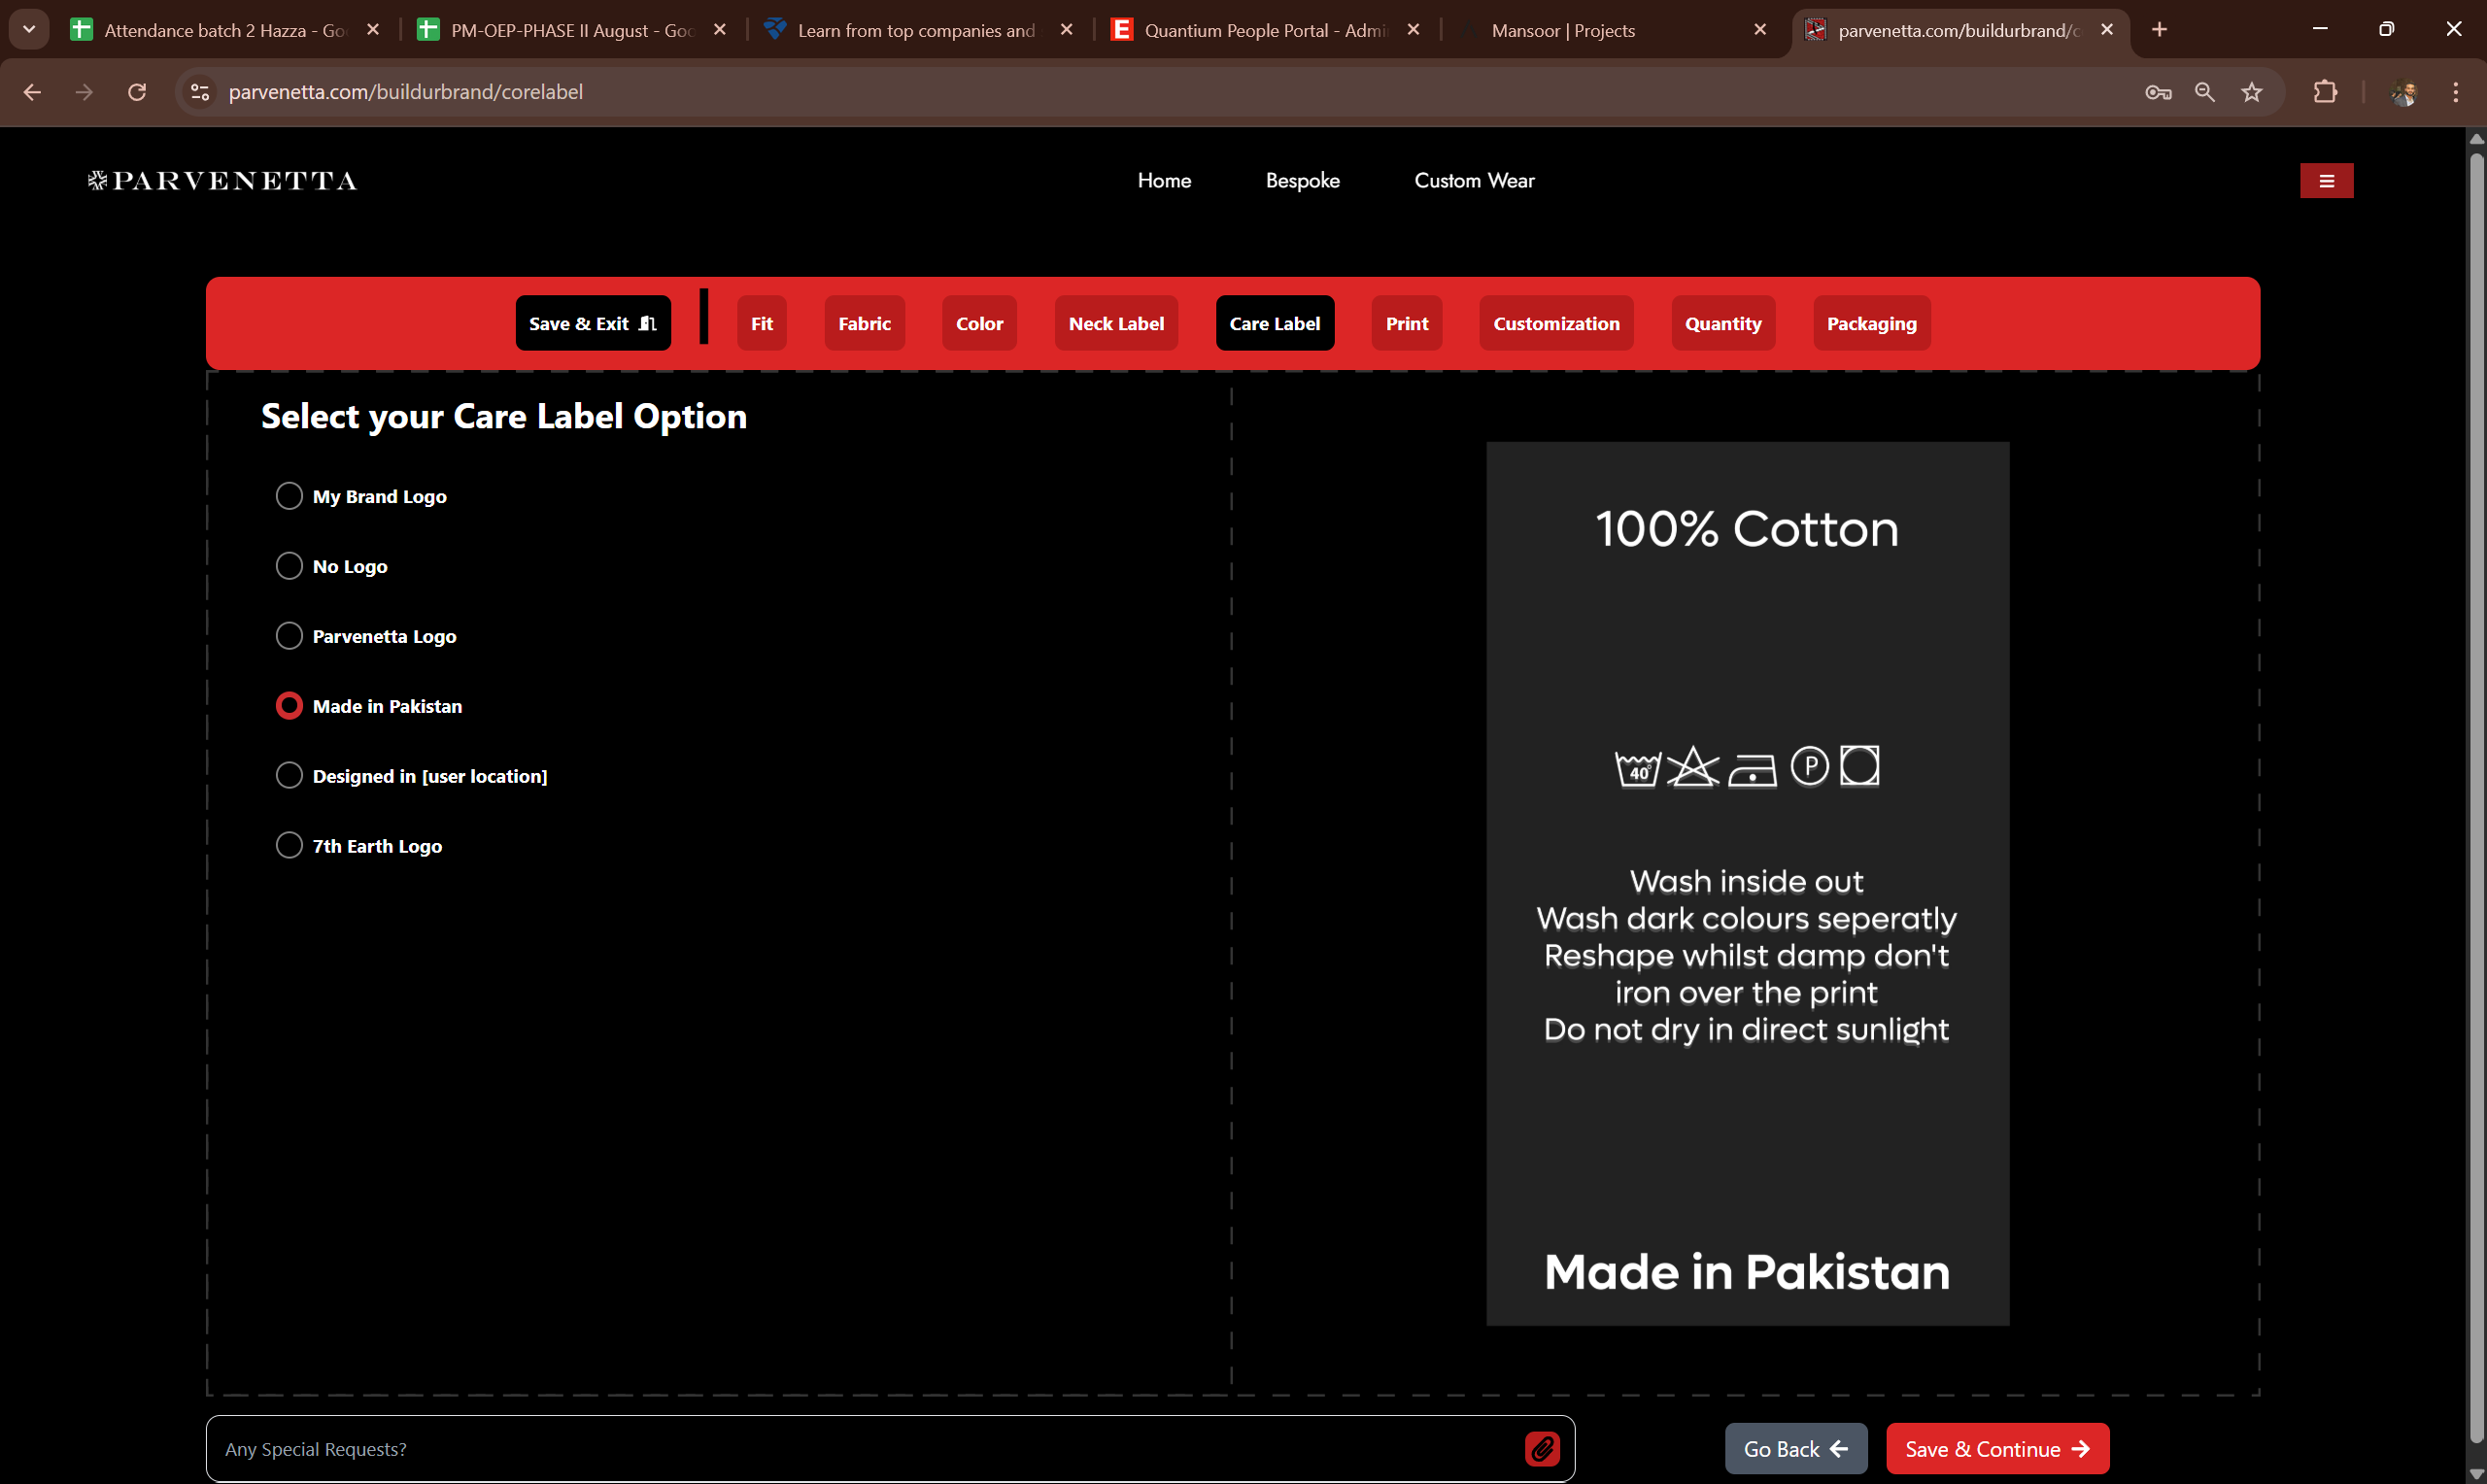 Attendance batch 2 Hazza - Go
PM-OEP-PHASE II August - Goo
Learn from top companies and
Quantium People Portal - Admi
Mansoor | Projects
parvenetta.com/buildurbrand/c
parvenetta.com/buildurbrand/corelabel
PARVENETTA
Home
Bespoke
Custom Wear
Save & Exit
Fit
Fabric
Color
Neck Label
Care Label
Print
Customization
Quantity
Packaging
Select your Care Label Option
My Brand Logo
No Logo
Parvenetta Logo
Made in Pakistan
Designed in [user location]
7th Earth Logo
100% Cotton
40°
P
Wash inside out
Wash dark colours seperatly
Reshape whilst damp don't
iron over the print
Do not dry in direct sunlight
Made in Pakistan
Any Special Requests?
Go Back
Save & Continue